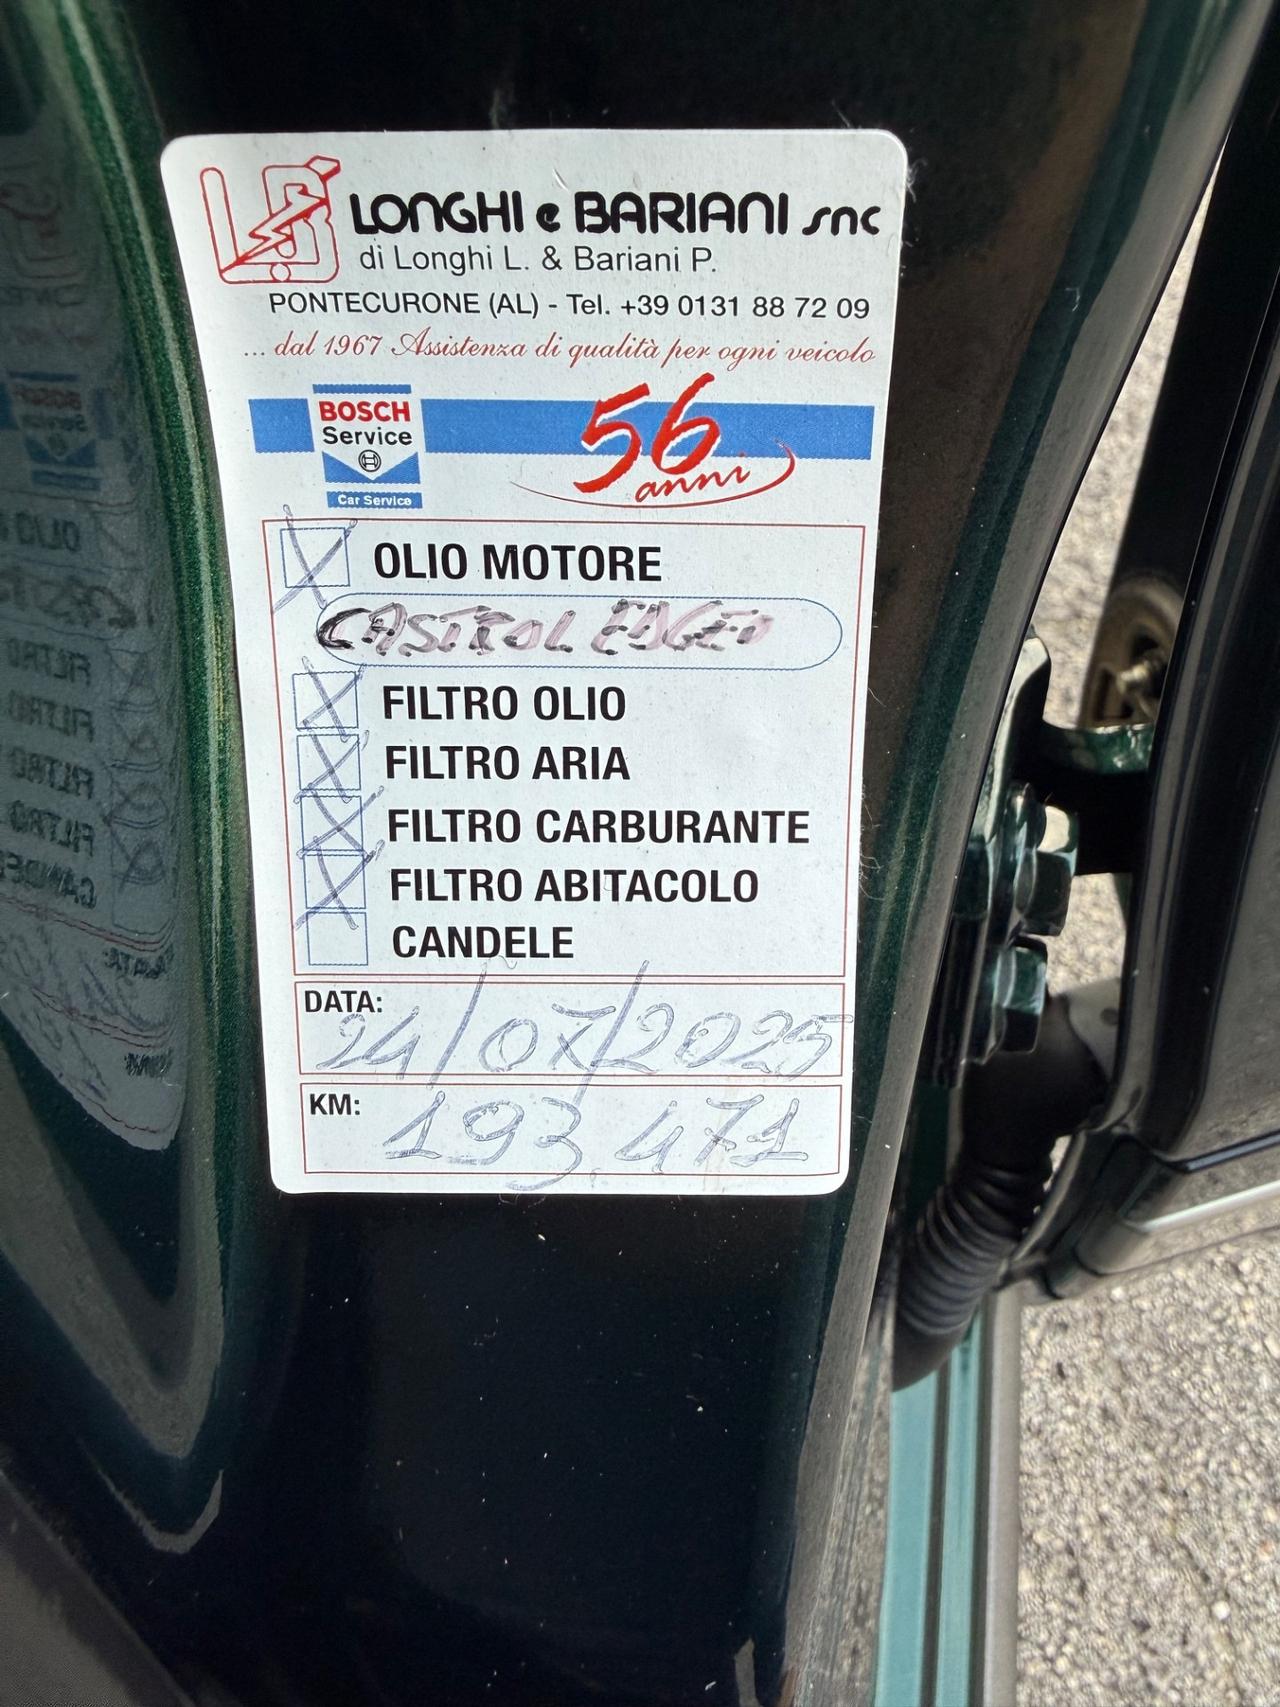 LB
LONGHI e BARIANI snc
di Longhi L. & Bariani P.
PONTECURONE (AL) - Tel. +39 0131 88 72 09
... dal 1967 Assistenza di qualità per ogni veicolo
BOSCH
Service
Car Service
56
anni
OLIO MOTORE
CASTROL EDGE
FILTRO OLIO
FILTRO ARIA
FILTRO CARBURANTE
FILTRO ABITACOLO
CANDELE
DATA: 24/07/2025
KM: 193.471